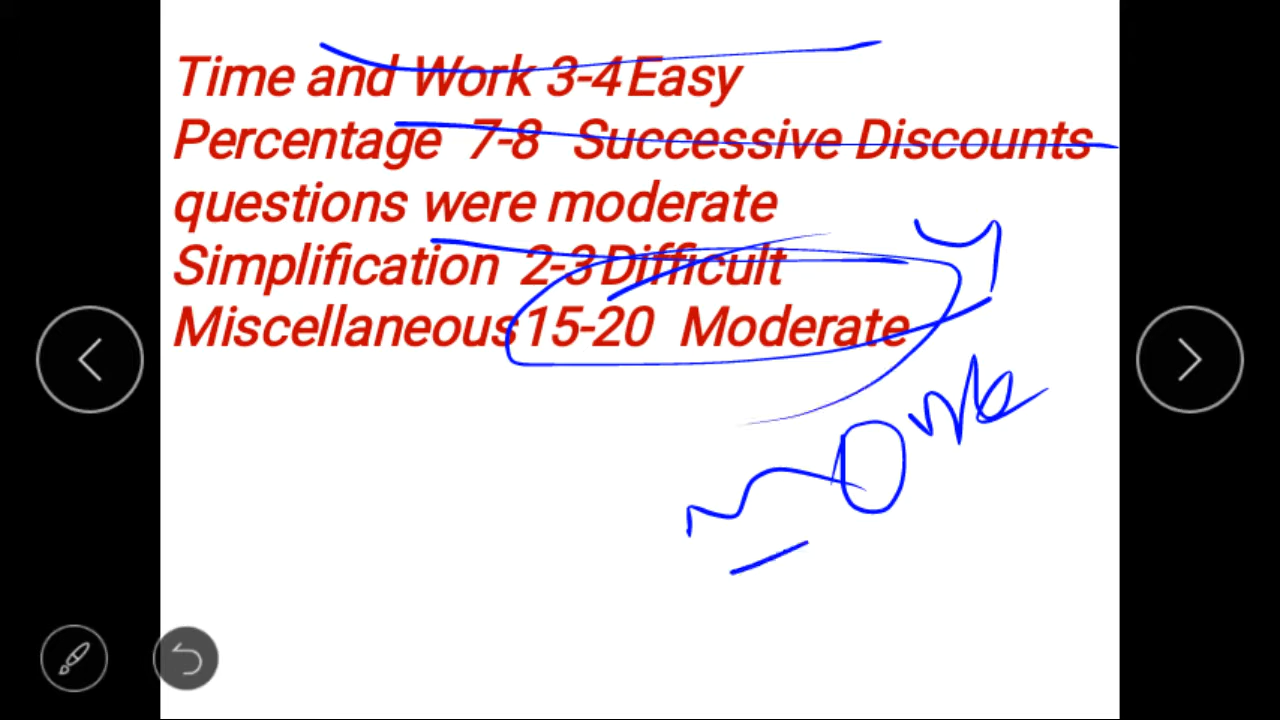 Time and Work 3-4 Easy
Percentage 7-8 Successive Discounts
questions were moderate
Simplification 2-3 Difficult
Miscellaneous 15-20 Moderate